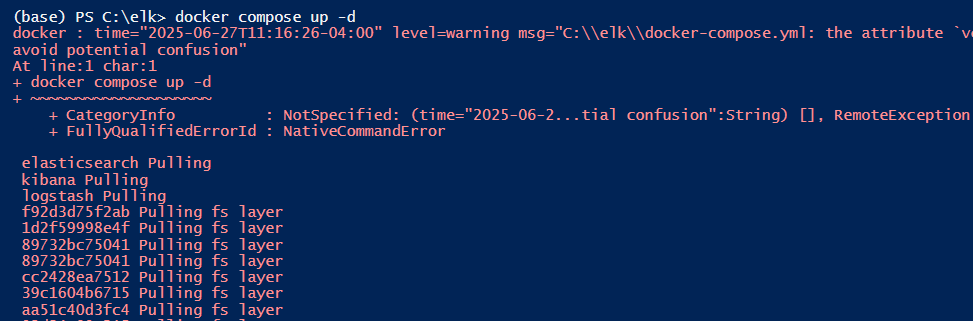 (base) PS C:\elk> docker compose up -d
docker : time="2025-06-27T11:16:26-04:00" level=warning msg="C:\\elk\\docker-compose.yml: the attribute `
avoid potential confusion"
At line:1 char:1
+ docker compose up -d
+ ~~~~~~~~~~~~~~~~~~~~
+ CategoryInfo : NotSpecified: (time="2025-06-2...tial confusion":String) [], RemoteException
+ FullyQualifiedErrorId : NativeCommandError
elasticsearch Pulling
kibana Pulling
logstash Pulling
f92d3d75f2ab Pulling fs layer
1d2f59998e4f Pulling fs layer
89732bc75041 Pulling fs layer
89732bc75041 Pulling fs layer
cc2428ea7512 Pulling fs layer
39c1604b6715 Pulling fs layer
aa51c40d3fc4 Pulling fs layer